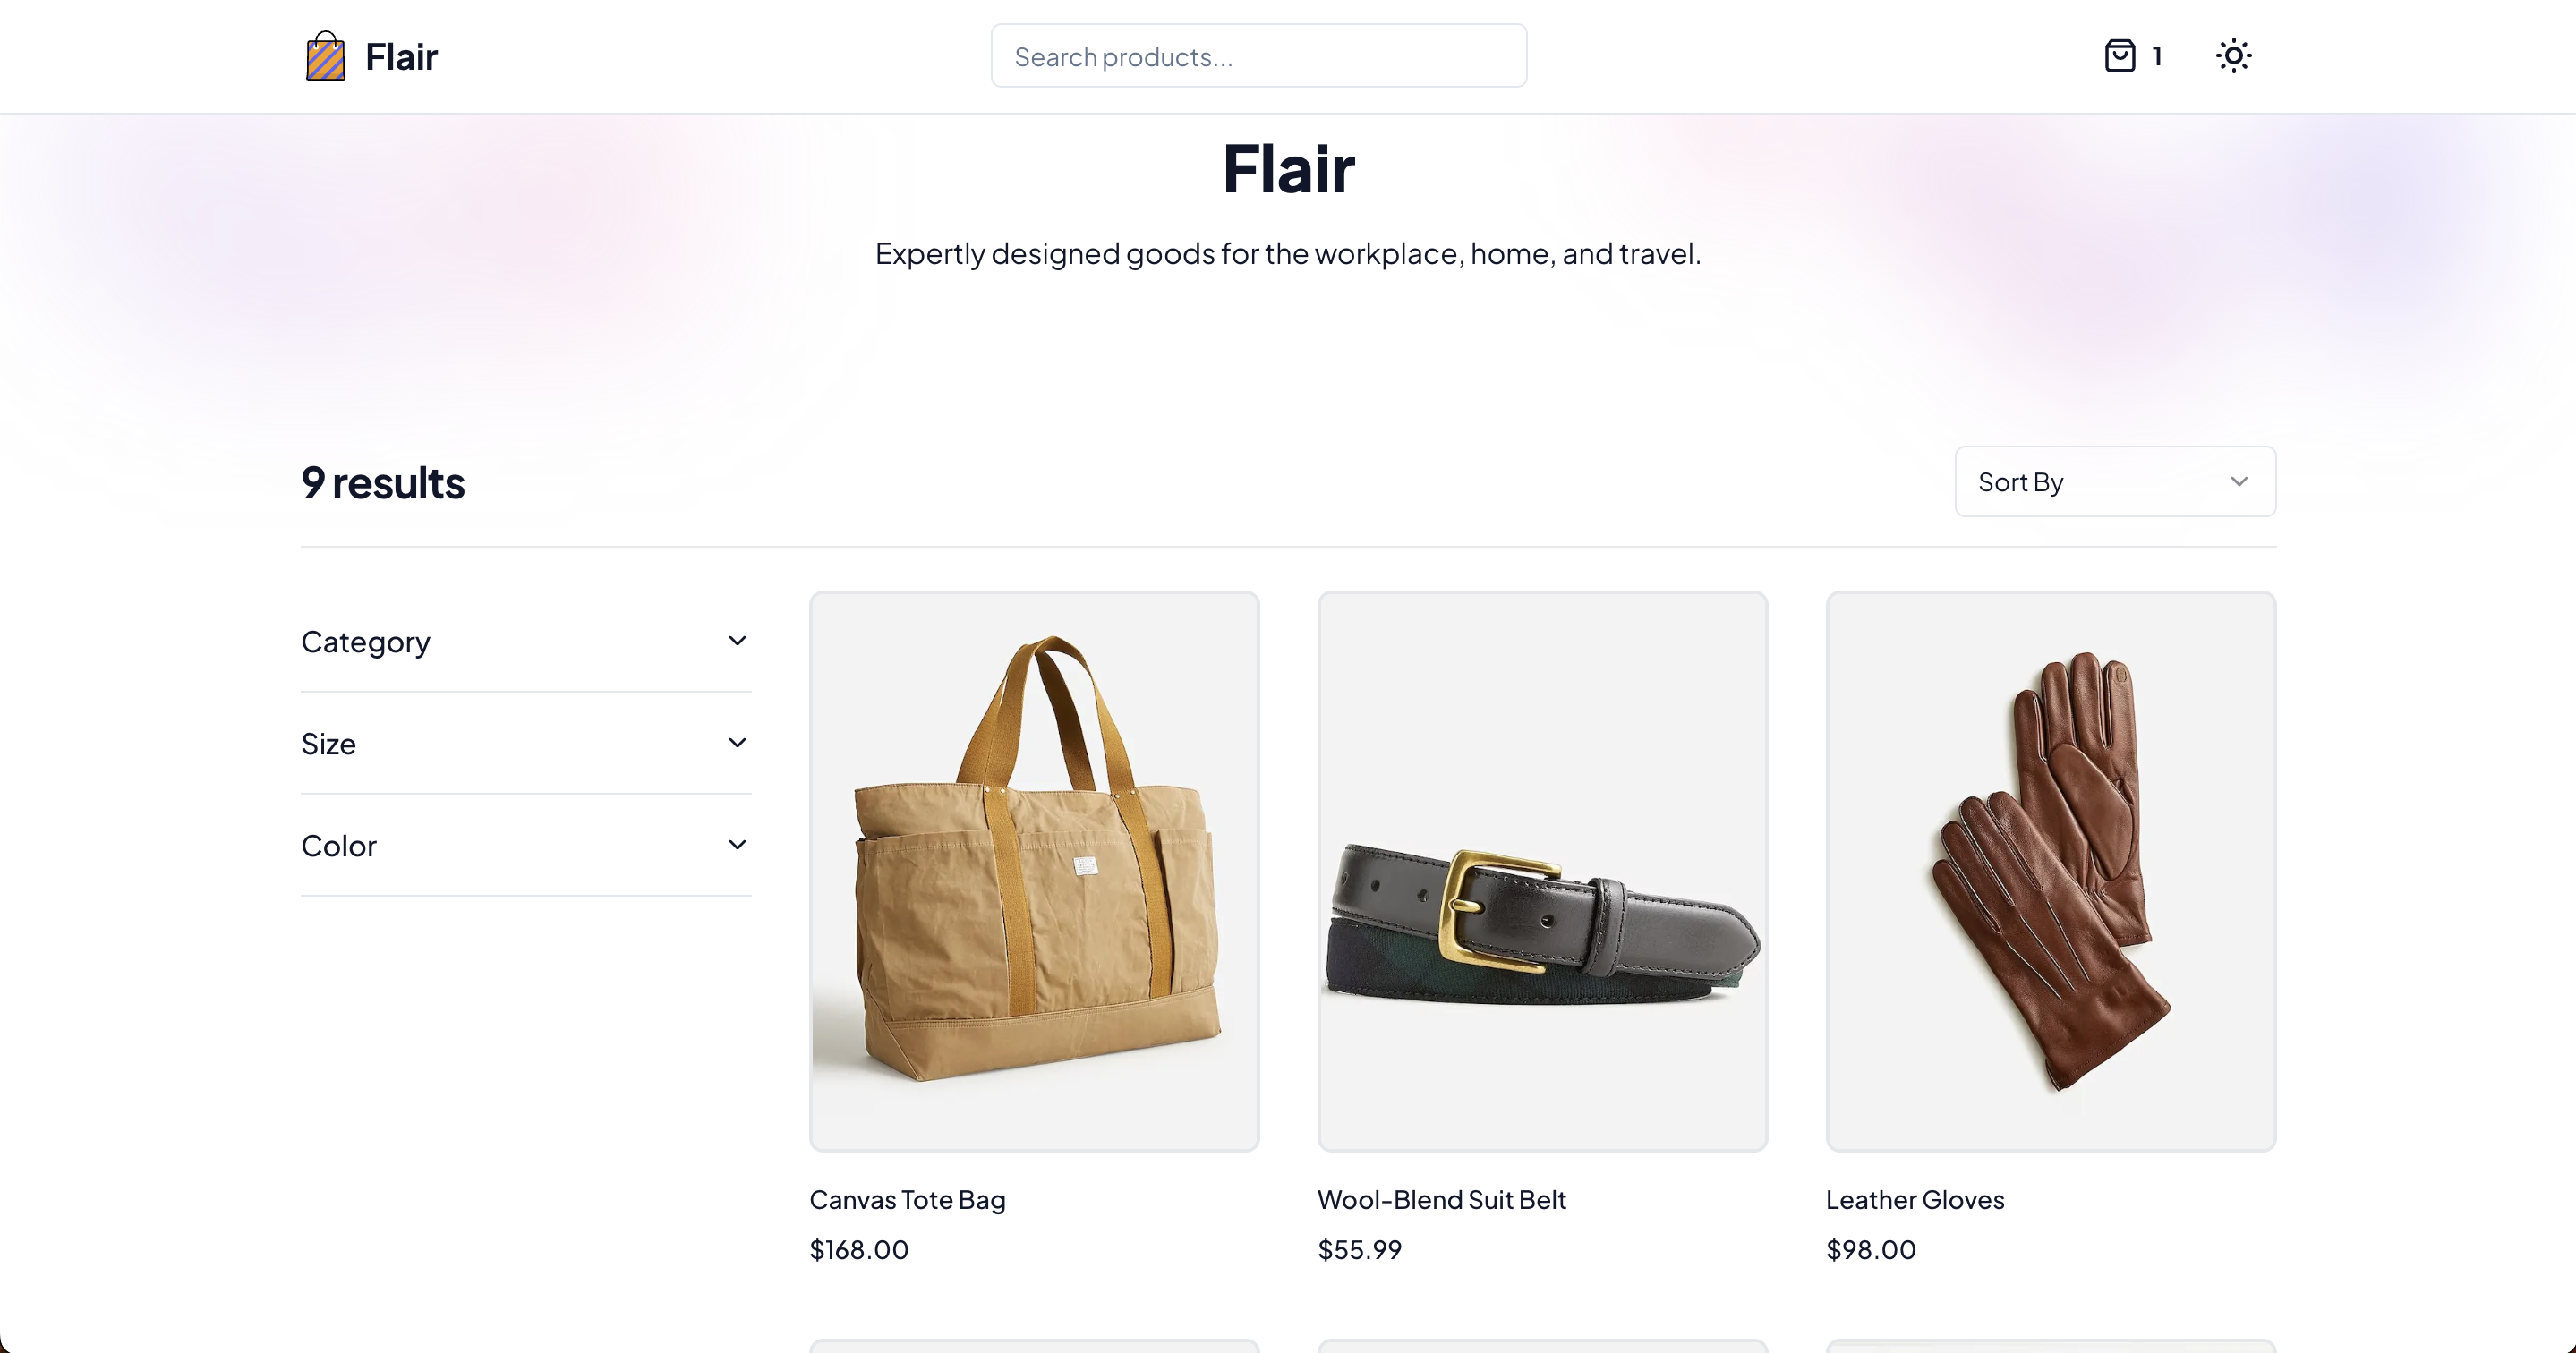 Flair
Search products...
1
Flair
Expertly designed goods for the workplace, home, and travel.
9 results
Sort By
Category
Size
Color
Canvas Tote Bag
$168.00
Wool-Blend Suit Belt
$55.99
Leather Gloves
$98.00